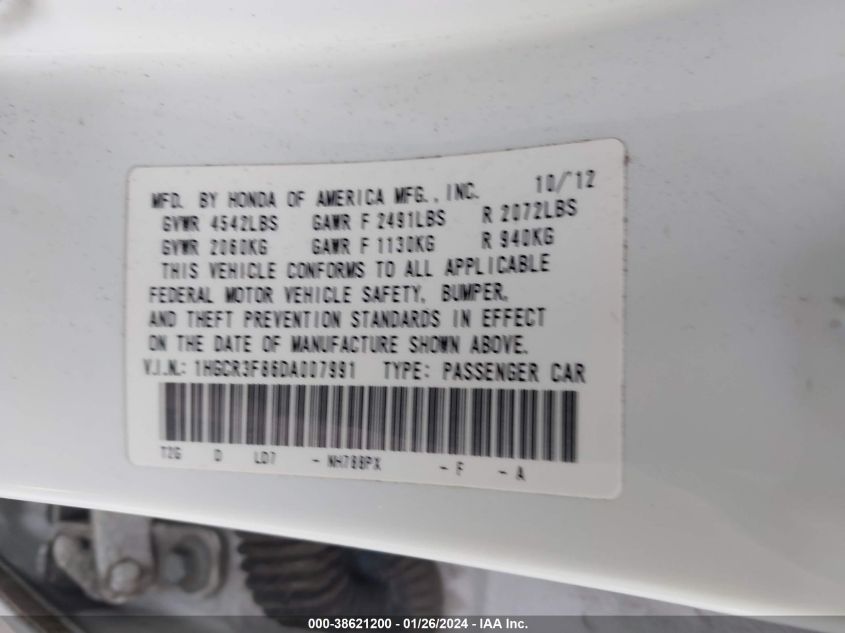 MFD. BY HONDA OF AMERICA MFG., INC. 10/12
GVWR 4542LBS GAWR F 2491LBS R 2072LBS
GVWR 2060KG GAWR F 1130KG R 940KG
THIS VEHICLE CONFORMS TO ALL APPLICABLE
FEDERAL MOTOR VEHICLE SAFETY, BUMPER,
AND THEFT PREVENTION STANDARDS IN EFFECT
ON THE DATE OF MANUFACTURE SHOWN ABOVE.
V.I.N.: 1HGCR3F86DA007991 TYPE: PASSENGER CAR
T2G D LD7 - NH788PX - F - A
000-38621200 - 01/26/2024 - IAA Inc.